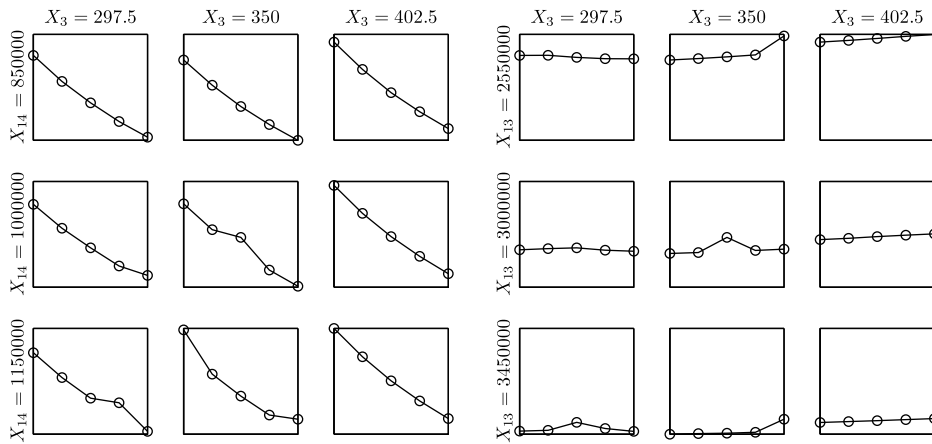 X₃ = 297.5 X₃ = 350 X₃ = 402.5 X₃ = 297.5 X₃ = 350 X₃ = 402.5
X₁₄ = 850000
X₁₃ = 2550000
X₁₄ = 1000000
X₁₃ = 3000000
X₁₄ = 1150000
X₁₃ = 3450000